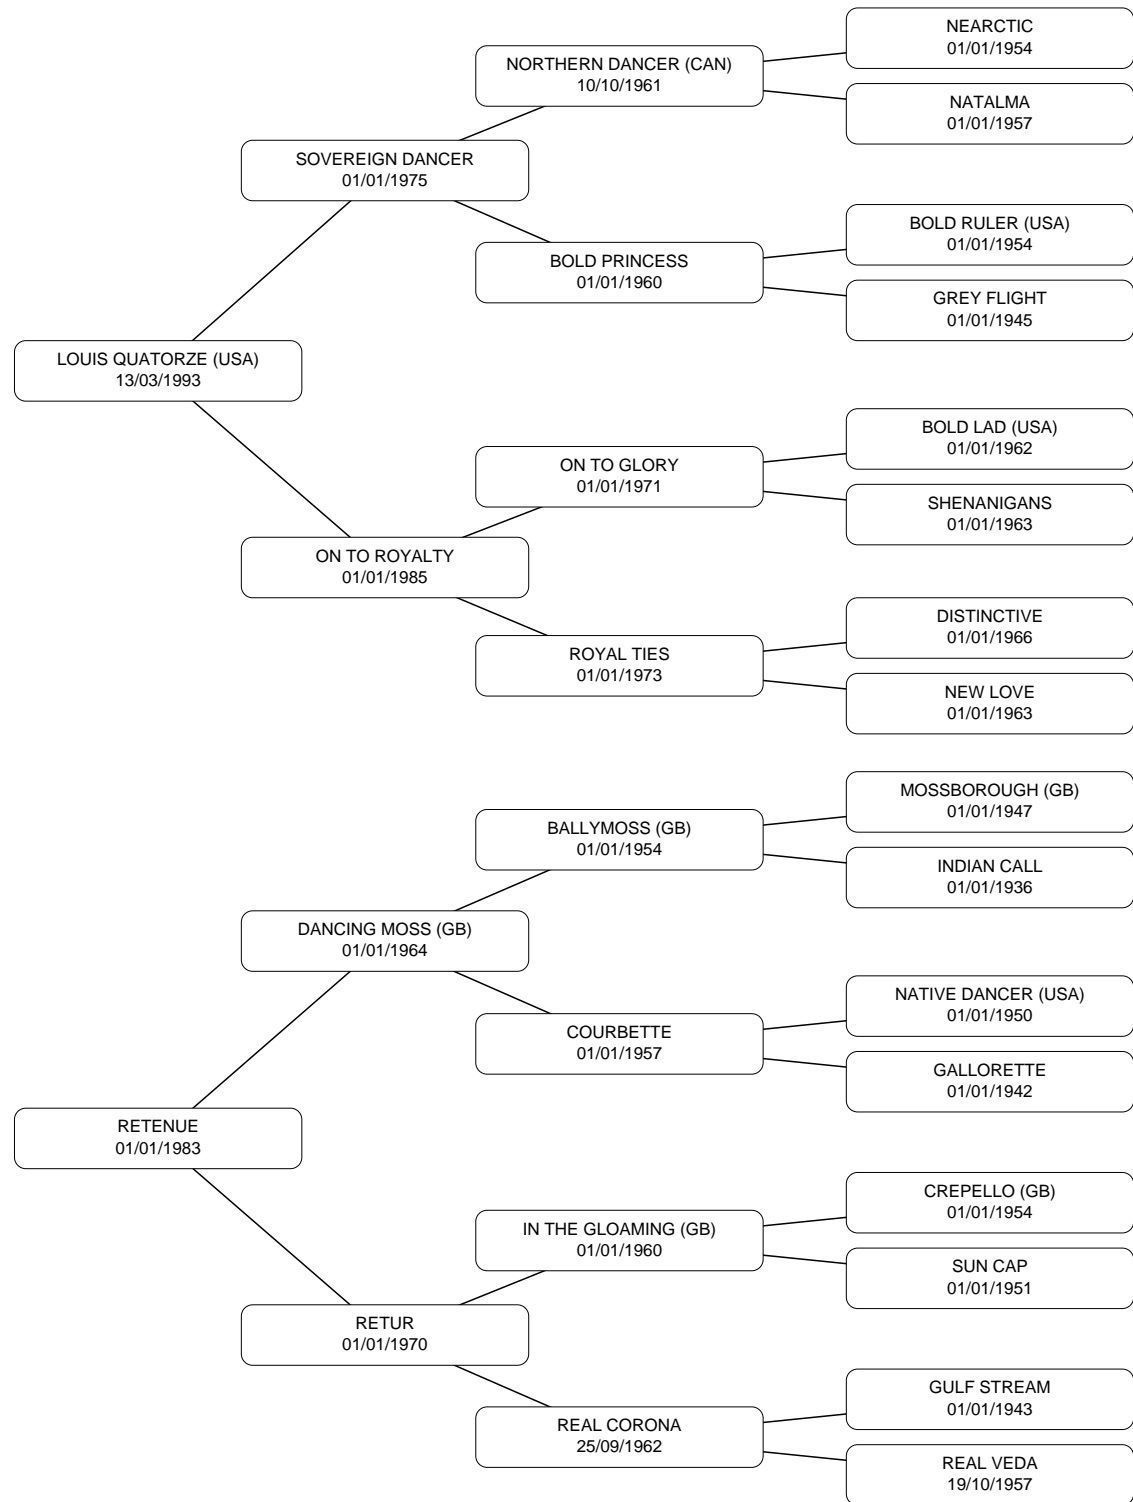 NEARCTIC
01/01/1954
NORTHERN DANCER (CAN)
10/10/1961
NATALMA
01/01/1957
SOVEREIGN DANCER
01/01/1975
BOLD RULER (USA)
01/01/1954
BOLD PRINCESS
01/01/1960
GREY FLIGHT
01/01/1945
LOUIS QUATORZE (USA)
13/03/1993
BOLD LAD (USA)
01/01/1962
ON TO GLORY
01/01/1971
SHENANIGANS
01/01/1963
ON TO ROYALTY
01/01/1985
DISTINCTIVE
01/01/1966
ROYAL TIES
01/01/1973
NEW LOVE
01/01/1963
MOSSBOROUGH (GB)
01/01/1947
BALLYMOSS (GB)
01/01/1954
INDIAN CALL
01/01/1936
DANCING MOSS (GB)
01/01/1964
NATIVE DANCER (USA)
01/01/1950
COURBETTE
01/01/1957
GALLORETTE
01/01/1942
RETENUE
01/01/1983
CREPELLO (GB)
01/01/1954
IN THE GLOAMING (GB)
01/01/1960
SUN CAP
01/01/1951
RETUR
01/01/1970
GULF STREAM
01/01/1943
REAL CORONA
25/09/1962
REAL VEDA
19/10/1957